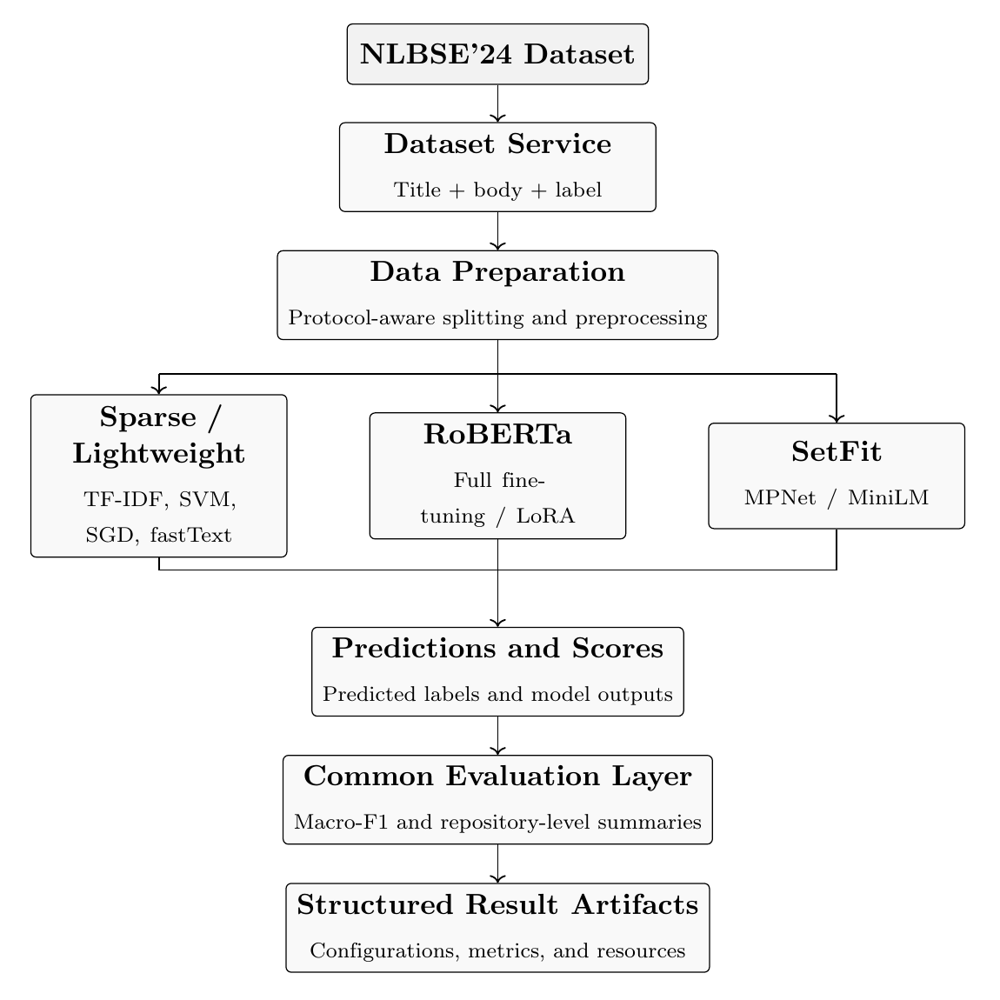 NLBSE’24 Dataset
Dataset Service
Title + body + label
Data Preparation
Protocol-aware splitting and preprocessing
Sparse /
Lightweight
TF-IDF, SVM,
SGD, fastText
RoBERTa
Full fine-
tuning / LoRA
SetFit
MPNet / MiniLM
Predictions and Scores
Predicted labels and model outputs
Common Evaluation Layer
Macro-F1 and repository-level summaries
Structured Result Artifacts
Configurations, metrics, and resources